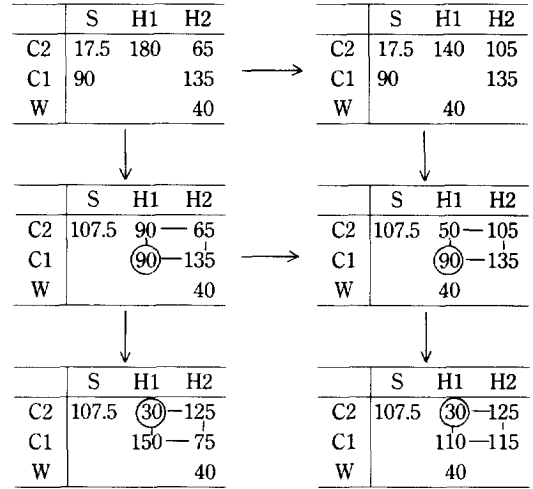 S H1 H2
C2 17.5 180 65
C1 90 135
W 40
S H1 H2
C2 17.5 140 105
C1 90 135
W 40
S H1 H2
C2 107.5 90 65
C1 90 135
W 40
S H1 H2
C2 107.5 50 105
C1 90 135
W 40
S H1 H2
C2 107.5 30 125
C1 150 75
W 40
S H1 H2
C2 107.5 30 125
C1 110 115
W 40